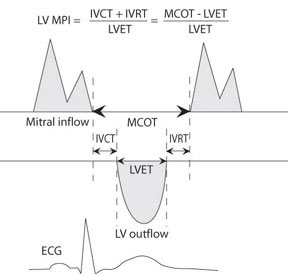 LV MPI = IVCT + IVRT / LVET = MCOT - LVET / LVET
Mitral inflow
MCOT
IVCT
IVRT
LVET
LV outflow
ECG